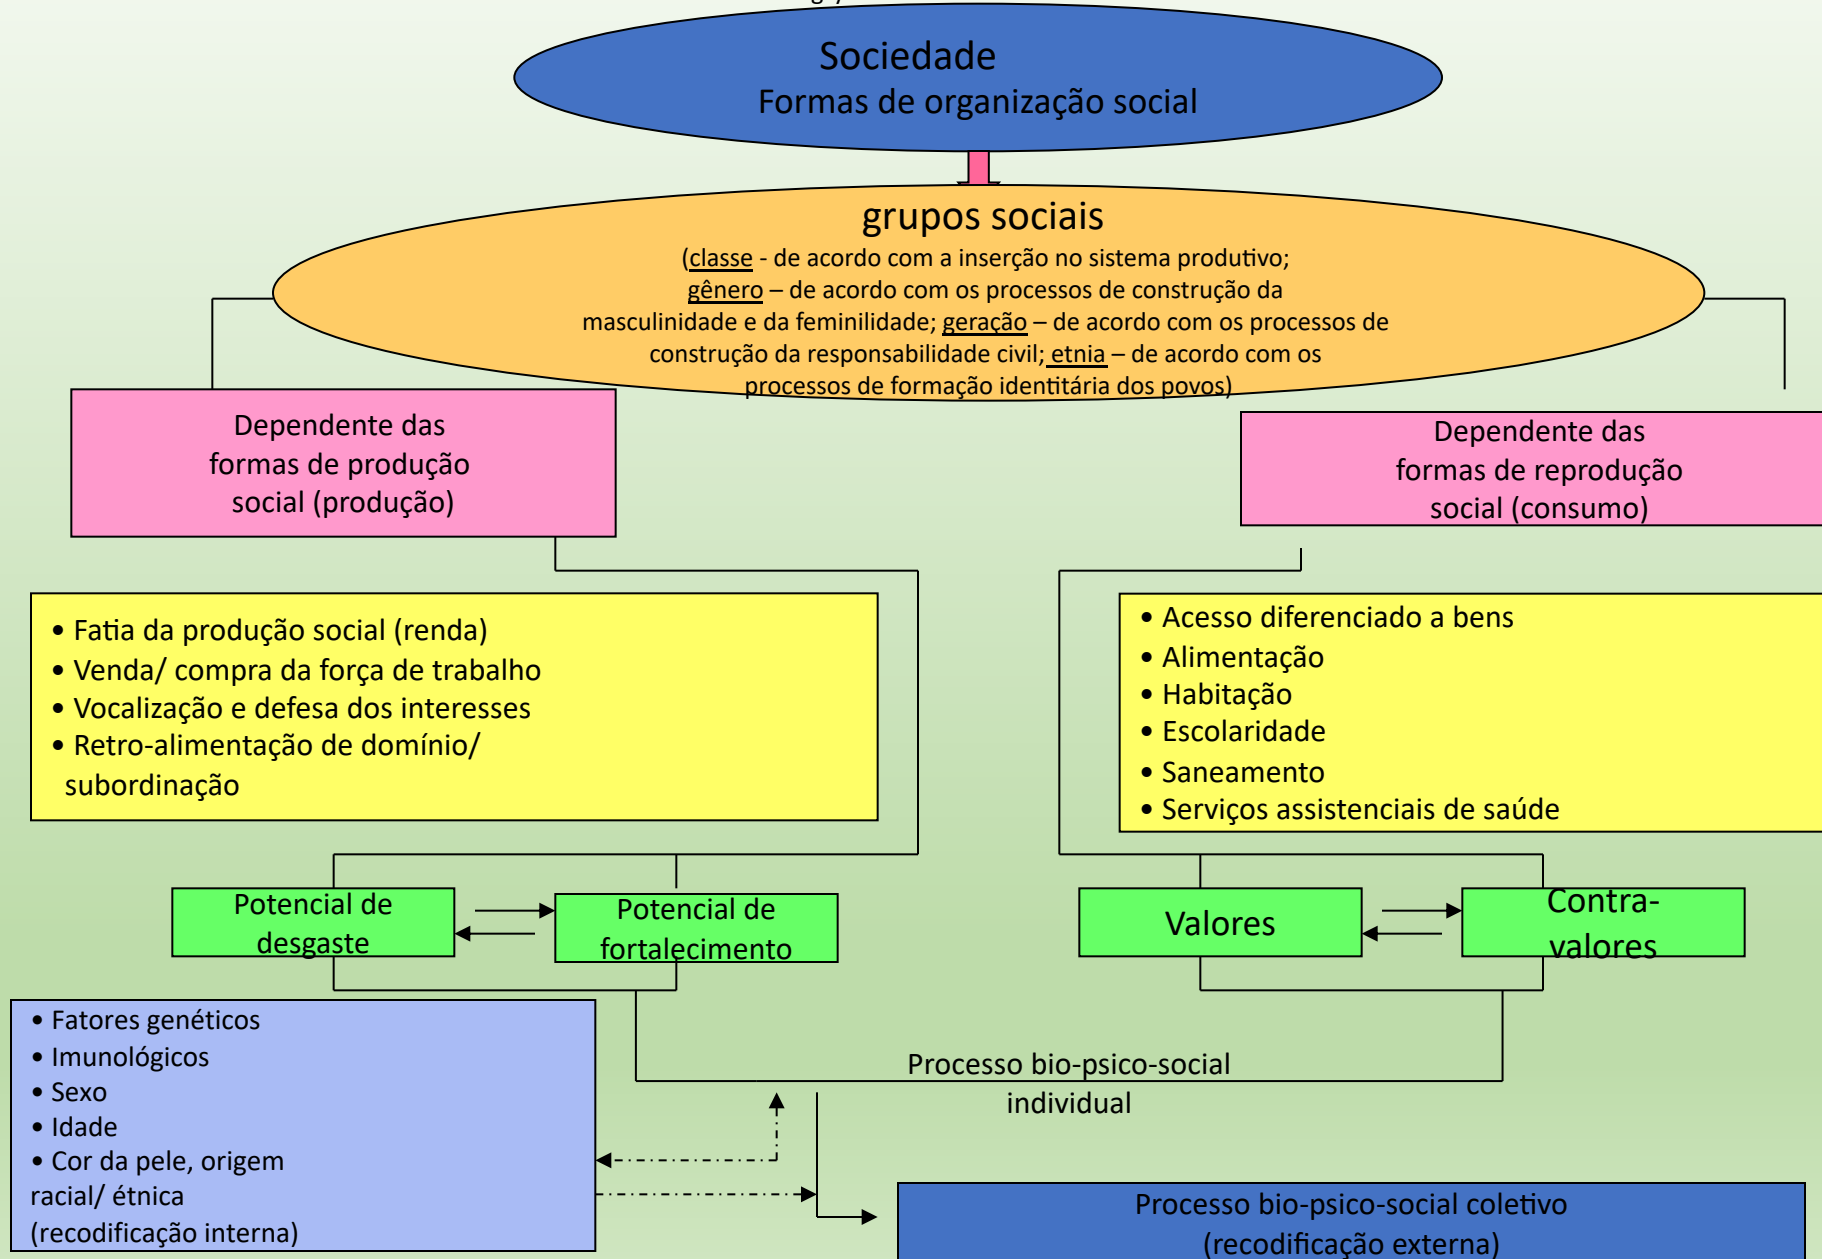 Sociedade
Formas de organização social
grupos sociais
(classe - de acordo com a inserção no sistema produtivo;
gênero – de acordo com os processos de construção da
masculinidade e da feminilidade; geração – de acordo com os processos de
construção da responsabilidade civil; etnia – de acordo com os
processos de formação identitária dos povos)
Dependente das
formas de produção
social (produção)
Dependente das
formas de reprodução
social (consumo)
• Fatia da produção social (renda)
• Venda/ compra da força de trabalho
• Vocalização e defesa dos interesses
• Retro-alimentação de domínio/
subordinação
• Acesso diferenciado a bens
• Alimentação
• Habitação
• Escolaridade
• Saneamento
• Serviços assistenciais de saúde
Potencial de
desgaste
Potencial de
fortalecimento
Valores
Contra-
valores
• Fatores genéticos
• Imunológicos
• Sexo
• Idade
• Cor da pele, origem
racial/ étnica
(recodificação interna)
Processo bio-psico-social
individual
Processo bio-psico-social coletivo
(recodificação externa)